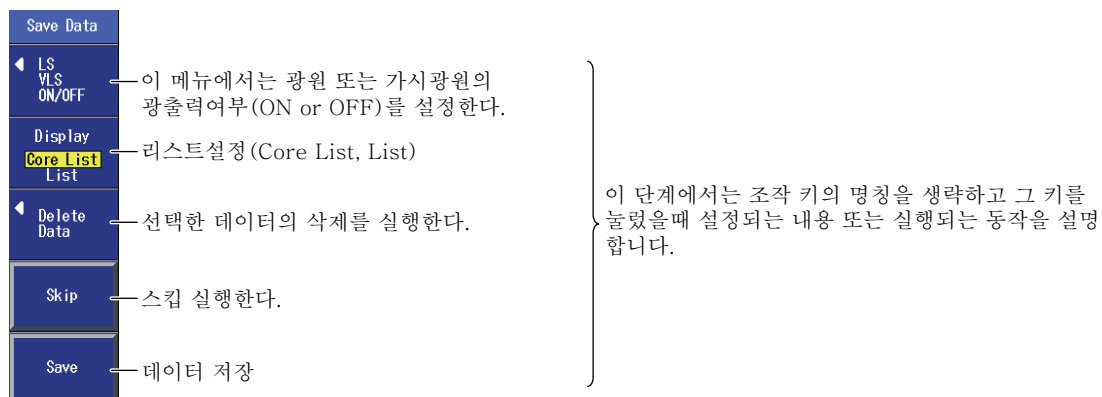 Save Data
LS
VLS
ON/OFF
이 메뉴에서는 광원 또는 가시광원의
광출력여부(ON or OFF)를 설정한다.
Display
Core List
List
리스트설정(Core List, List)
Delete
Data
선택한 데이터의 삭제를 실행한다.
Skip
스킵 실행한다.
Save
데이터 저장
이 단계에서는 조작 키의 명칭을 생략하고 그 키를
눌렀을때 설정되는 내용 또는 실행되는 동작을 설명
합니다.